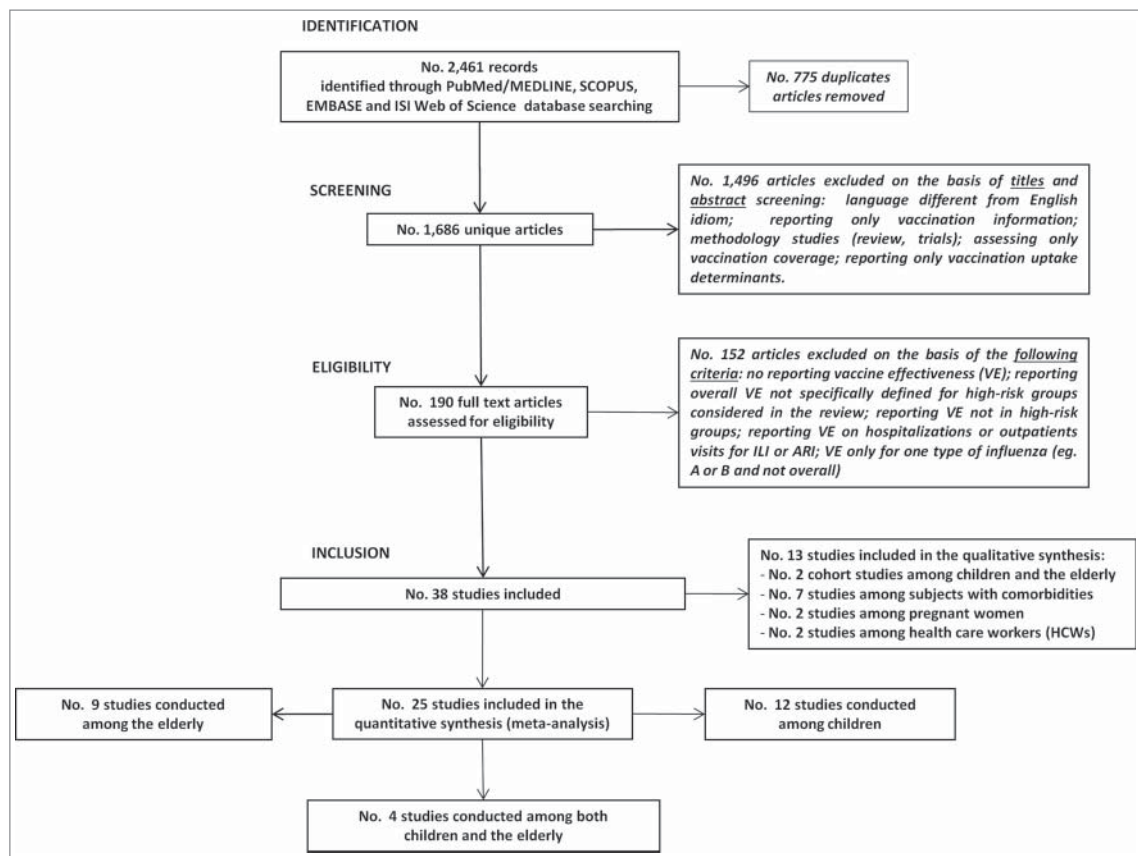 IDENTIFICATION
No. 2,461 records
identified through PubMed/MEDLINE, SCOPUS,
EMBASE and ISI Web of Science database searching
No. 775 duplicates
articles removed
SCREENING
No. 1,686 unique articles
No. 1,496 articles excluded on the basis of titles and
abstract screening: language different from English
idiom; reporting only vaccination information;
methodology studies (review, trials); assessing only
vaccination coverage; reporting only vaccination uptake
determinants.
ELIGIBILITY
No. 190 full text articles
assessed for eligibility
No. 152 articles excluded on the basis of the following
criteria: no reporting vaccine effectiveness (VE); reporting
overall VE not specifically defined for high-risk groups
considered in the review; reporting VE not in high-risk
groups; reporting VE on hospitalizations or outpatients
visits for ILI or ARI; VE only for one type of influenza (eg.
A or B and not overall)
INCLUSION
No. 38 studies included
No. 13 studies included in the qualitative synthesis:
- No. 2 cohort studies among children and the elderly
- No. 7 studies among subjects with comorbidities
- No. 2 studies among pregnant women
- No. 2 studies among health care workers (HCWs)
No. 9 studies conducted
among the elderly
No. 25 studies included in the
quantitative synthesis (meta-analysis)
No. 12 studies conducted
among children
No. 4 studies conducted among both
children and the elderly